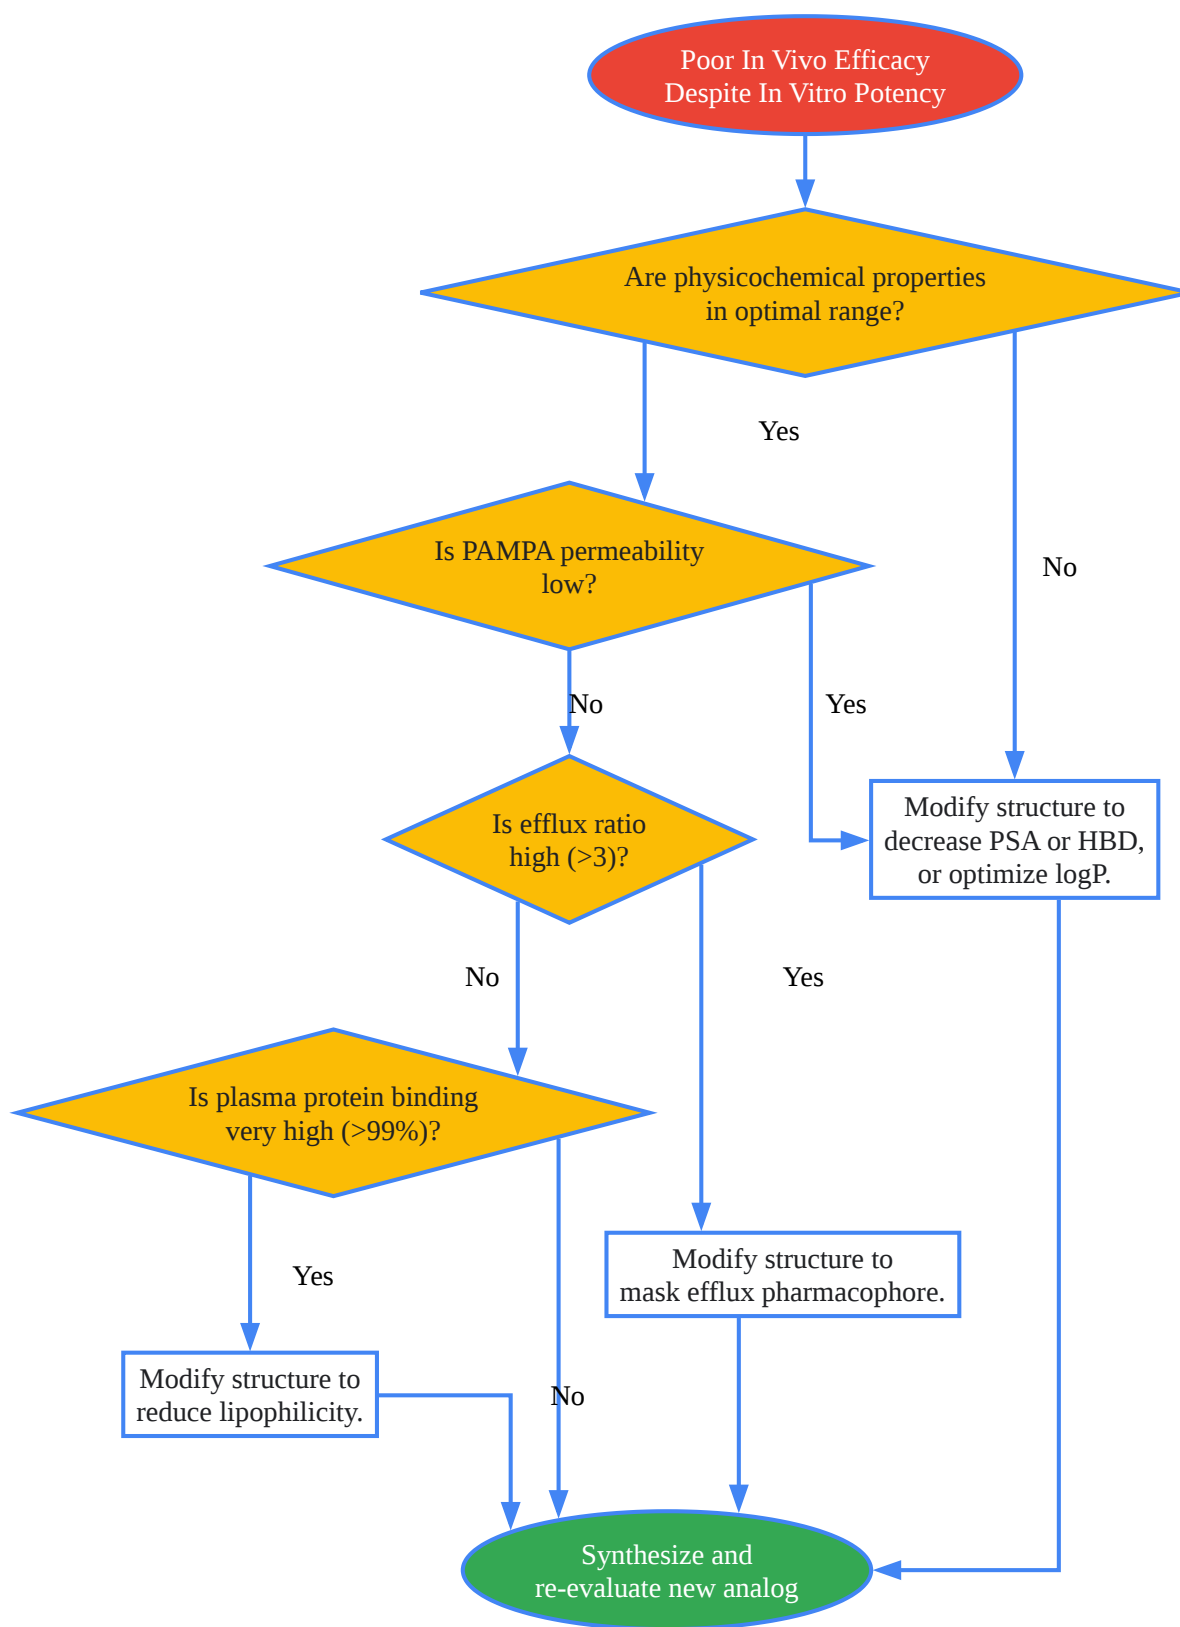 Poor In Vivo Efficacy
Despite In Vitro Potency
Are physicochemical properties
in optimal range?
Yes
Is PAMPA permeability
low?
No
No
Yes
Modify structure to
decrease PSA or HBD,
or optimize logP.
Is efflux ratio
high (>3)?
No
Yes
Is plasma protein binding
very high (>99%)?
Modify structure to
mask efflux pharmacophore.
Yes
Modify structure to
reduce lipophilicity.
No
Synthesize and
re-evaluate new analog